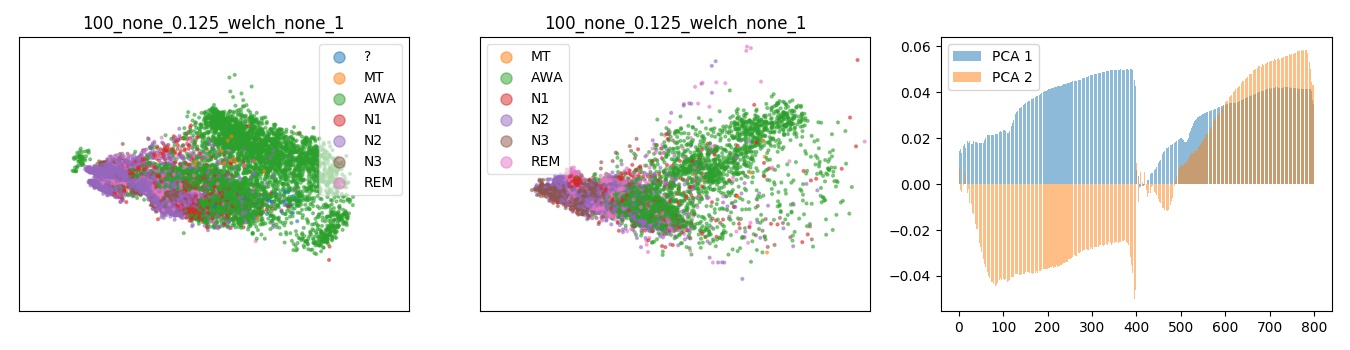 100_none_0.125_welch_none_1
?
MT
AWA
N1
N2
N3
REM
100_none_0.125_welch_none_1
MT
AWA
N1
N2
N3
REM
PCA 1
PCA 2
0.06
0.04
0.02
0.00
−0.02
−0.04
0 100 200 300 400 500 600 700 800